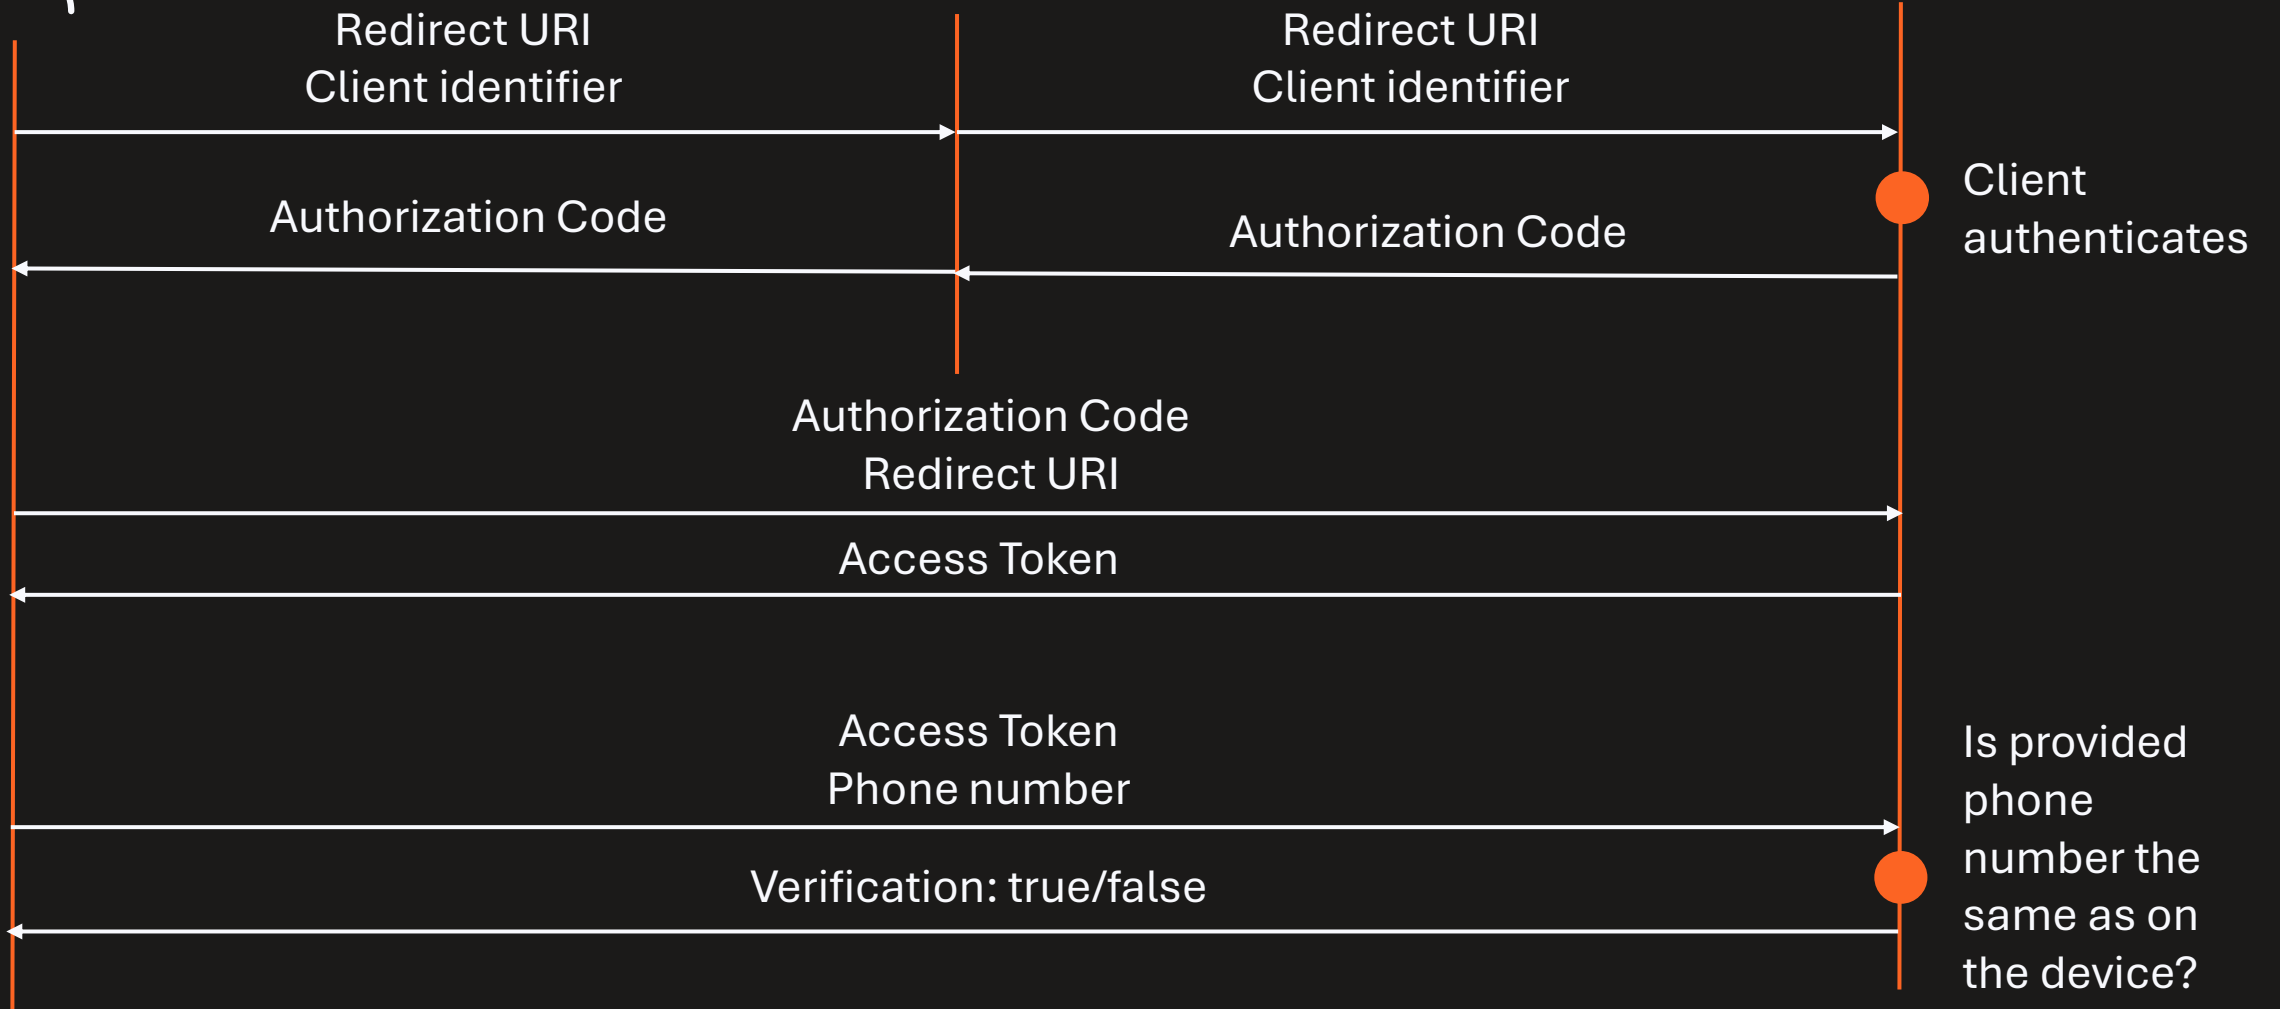 Redirect URI
Client identifier
Redirect URI
Client identifier
Client
authenticates
Authorization Code
Authorization Code
Authorization Code
Redirect URI
Access Token
Access Token
Phone number
Is provided
phone
number the
same as on
the device?
Verification: true/false